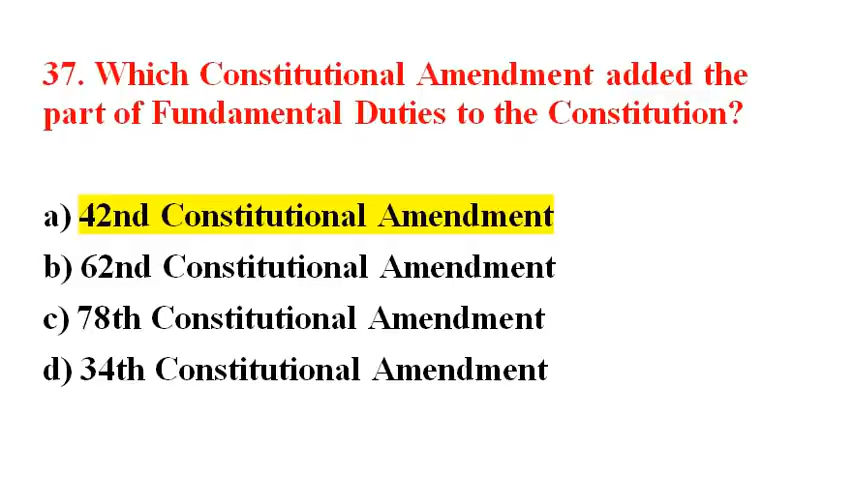 37. Which Constitutional Amendment added the
part of Fundamental Duties to the Constitution?
a) 42nd Constitutional Amendment
b) 62nd Constitutional Amendment
c) 78th Constitutional Amendment
d) 34th Constitutional Amendment